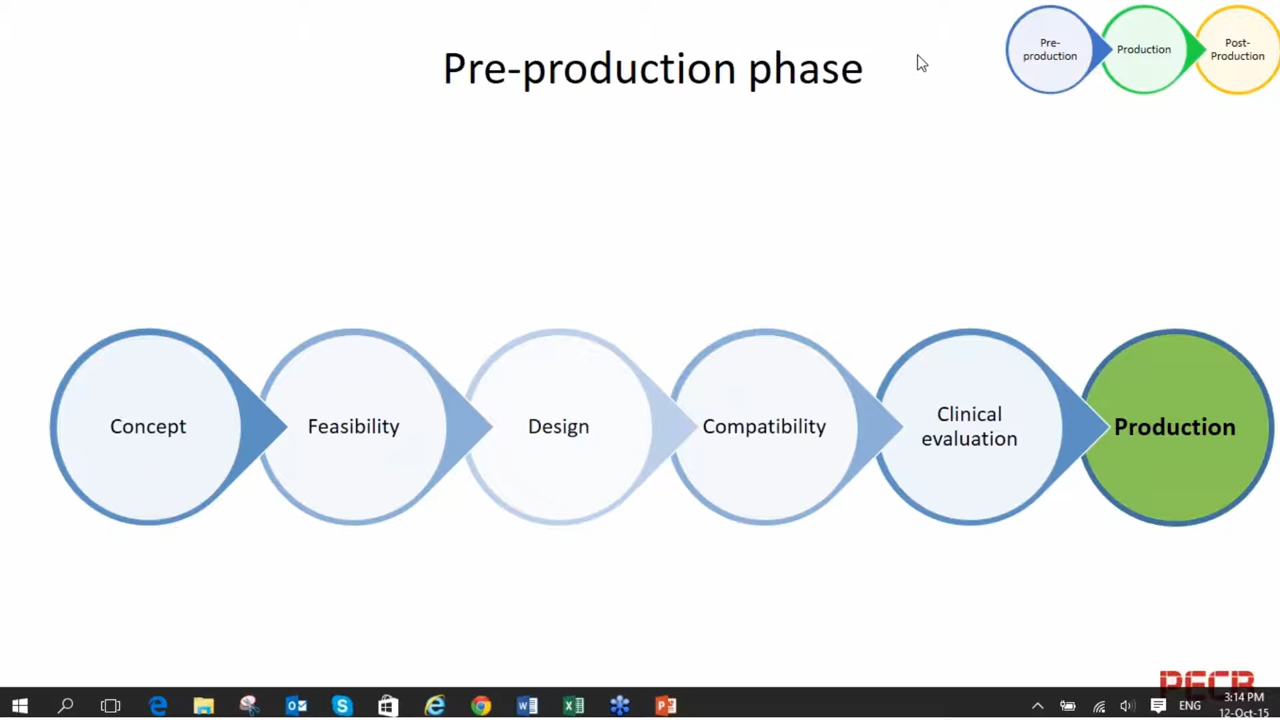 Pre-production phase
Pre-
production
Production
Post-
Production
Concept
Feasibility
Design
Compatibility
Clinical
evaluation
Production
PECB
ENG
3:14 PM
12-Oct-15